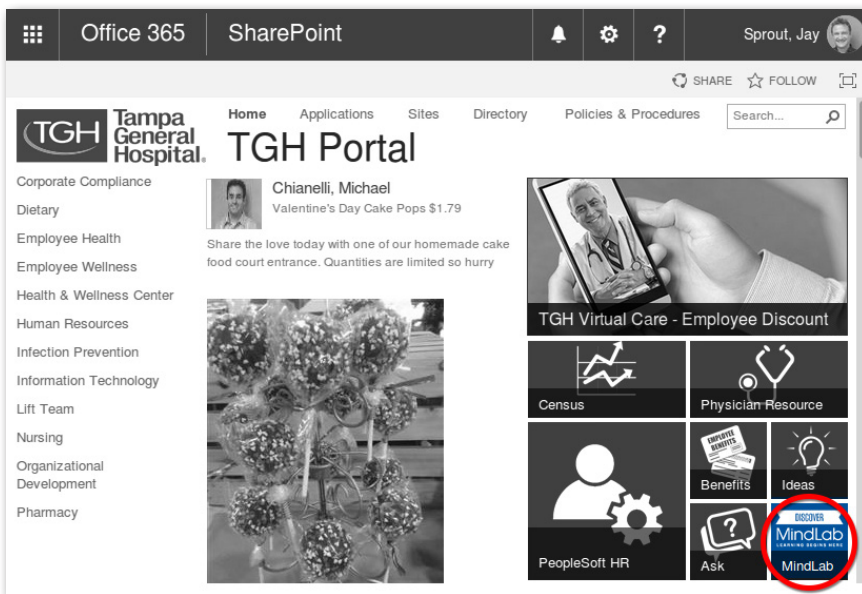 Office 365
SharePoint
?
Sprout, Jay
SHARE
FOLLOW
TGH
Tampa
General
Hospital.
Home
Applications
Sites
Directory
Policies & Procedures
Search...
TGH Portal
Corporate Compliance
Dietary
Employee Health
Employee Wellness
Health & Wellness Center
Human Resources
Infection Prevention
Information Technology
Lift Team
Nursing
Organizational
Development
Pharmacy
Chianelli, Michael
Valentine's Day Cake Pops $1.79
Share the love today with one of our homemade cake
food court entrance. Quantities are limited so hurry
TGH Virtual Care - Employee Discount
Census
Physician Resource
PeopleSoft HR
EMPLOYEE
BENEFITS
Benefits
Ideas
?
Ask
DISCOVER
MindLab
LEARNING BEGINS HERE
MindLab